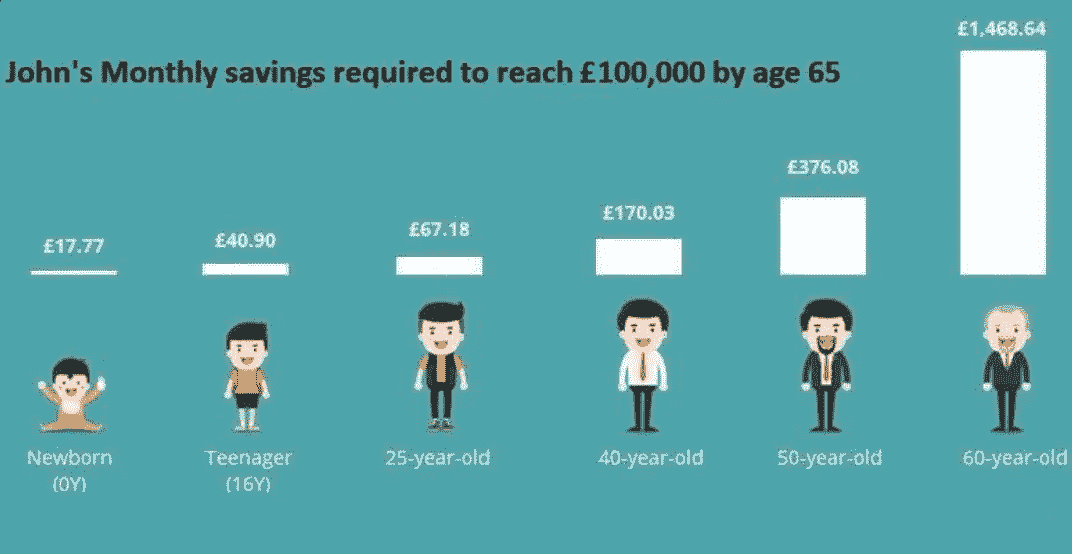 £1,468.64
John's Monthly savings required to reach £100,000 by age 65
£376.08
£170.03
£67.18
£40.90
£17.77
Newborn
(0Y)
Teenager
(16Y)
25-year-old
40-year-old
50-year-old
60-year-old